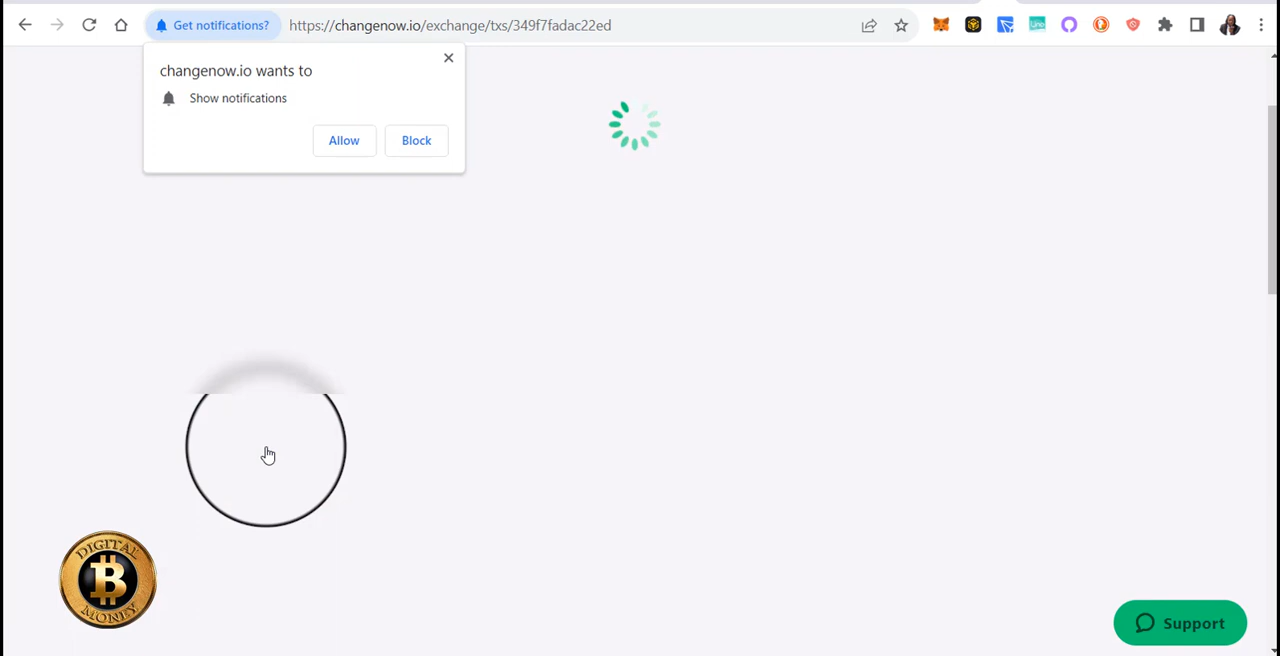 Get notifications?
https://changenow.io/exchange/txs/349f7fadac22ed
changenow.io wants to
Show notifications
Allow
Block
DIGITAL
B
MONEY
Support